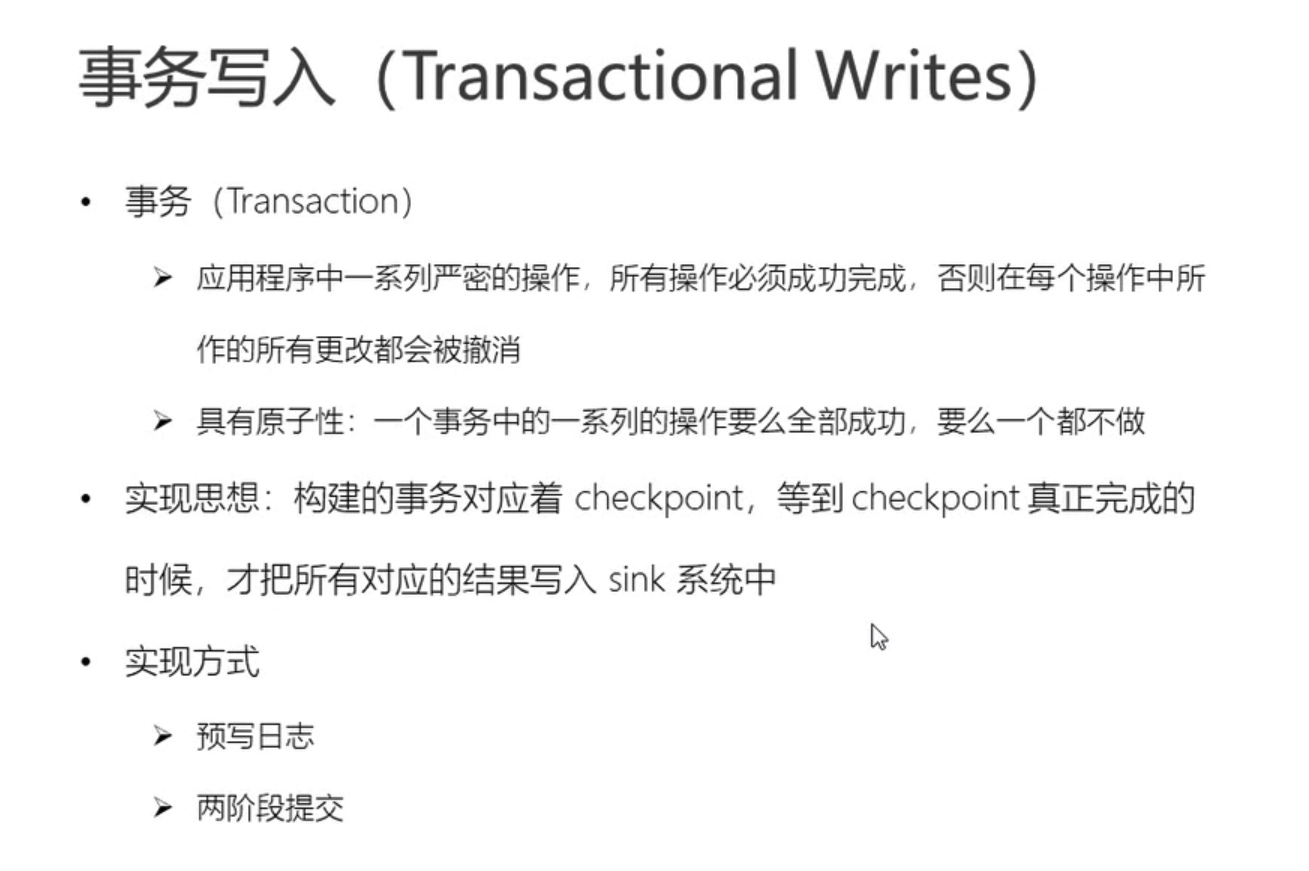 事务写入（Transactional Writes）
• 事务（Transaction）
➢ 应用程序中一系列严密的操作，所有操作必须成功完成，否则在每个操作中所
作的所有更改都会被撤消
➢ 具有原子性：一个事务中的一系列的操作要么全部成功，要么一个都不做
• 实现思想：构建的事务对应着 checkpoint，等到 checkpoint 真正完成的
时候，才把所有对应的结果写入 sink 系统中
• 实现方式
➢ 预写日志
➢ 两阶段提交